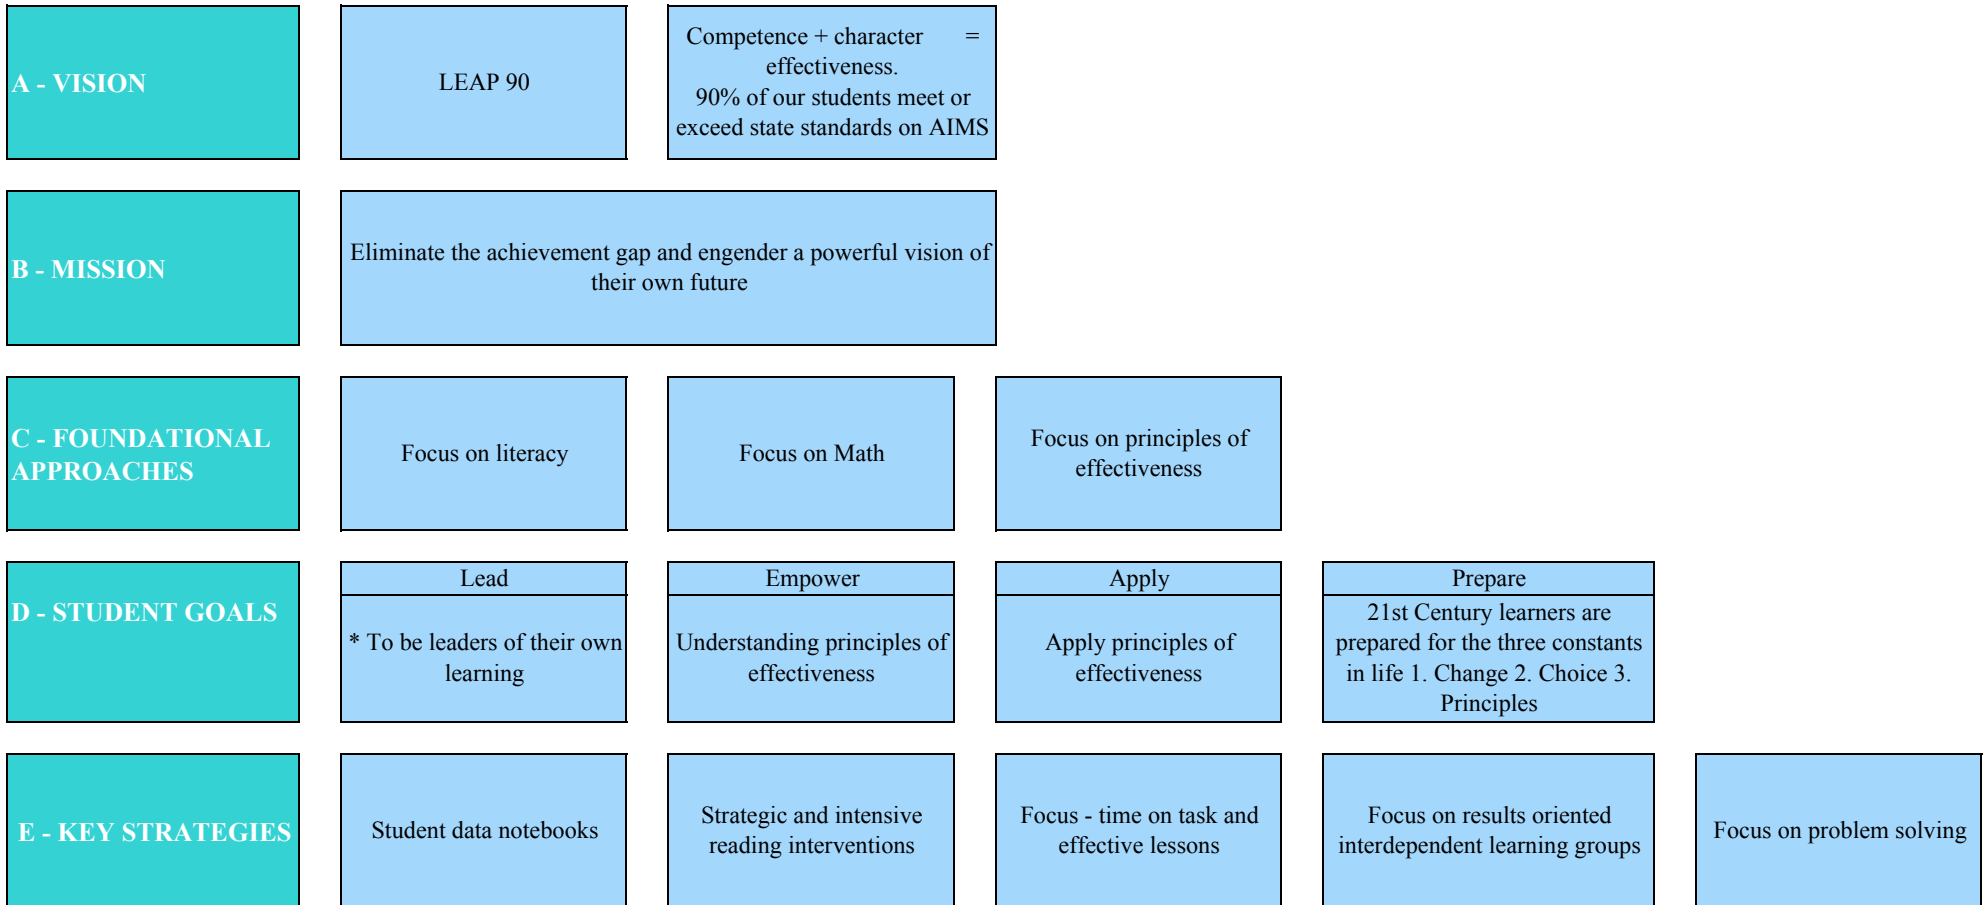 A - VISION
LEAP 90
Competence + character =
effectiveness.
90% of our students meet or
exceed state standards on AIMS
B - MISSION
Eliminate the achievement gap and engender a powerful vision of
their own future
C - FOUNDATIONAL
APPROACHES
Focus on literacy
Focus on Math
Focus on principles of
effectiveness
D - STUDENT GOALS
Lead
* To be leaders of their own
learning
Empower
Understanding principles of
effectiveness
Apply
Apply principles of
effectiveness
Prepare
21st Century learners are
prepared for the three constants
in life 1. Change 2. Choice 3.
Principles
E - KEY STRATEGIES
Student data notebooks
Strategic and intensive
reading interventions
Focus - time on task and
effective lessons
Focus on results oriented
interdependent learning groups
Focus on problem solving